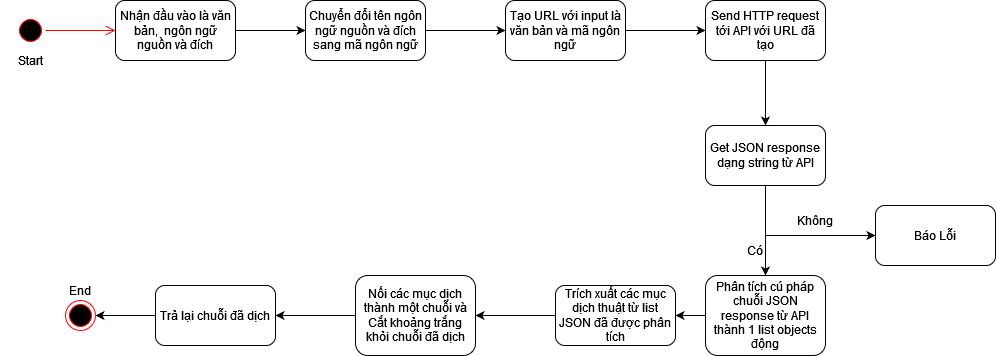 Start
Nhận đầu vào là văn
bản, ngôn ngữ
nguồn và đích
Chuyển đổi tên ngôn
ngữ nguồn và đích
sang mã ngôn ngữ
Tạo URL với input là
văn bản và mã ngôn
ngữ
Send HTTP request
tới API với URL đã
tạo
Get JSON response
dạng string từ API
Không
Báo Lỗi
Có
Phân tích cú pháp
chuỗi JSON
response từ API
thành 1 list objects
động
Trích xuất các mục
dịch thuật từ list
JSON đã được phân
tích
Nối các mục dịch
thành một chuỗi và
Cắt khoảng trắng
khỏi chuỗi đã dịch
Trả lại chuỗi đã dịch
End